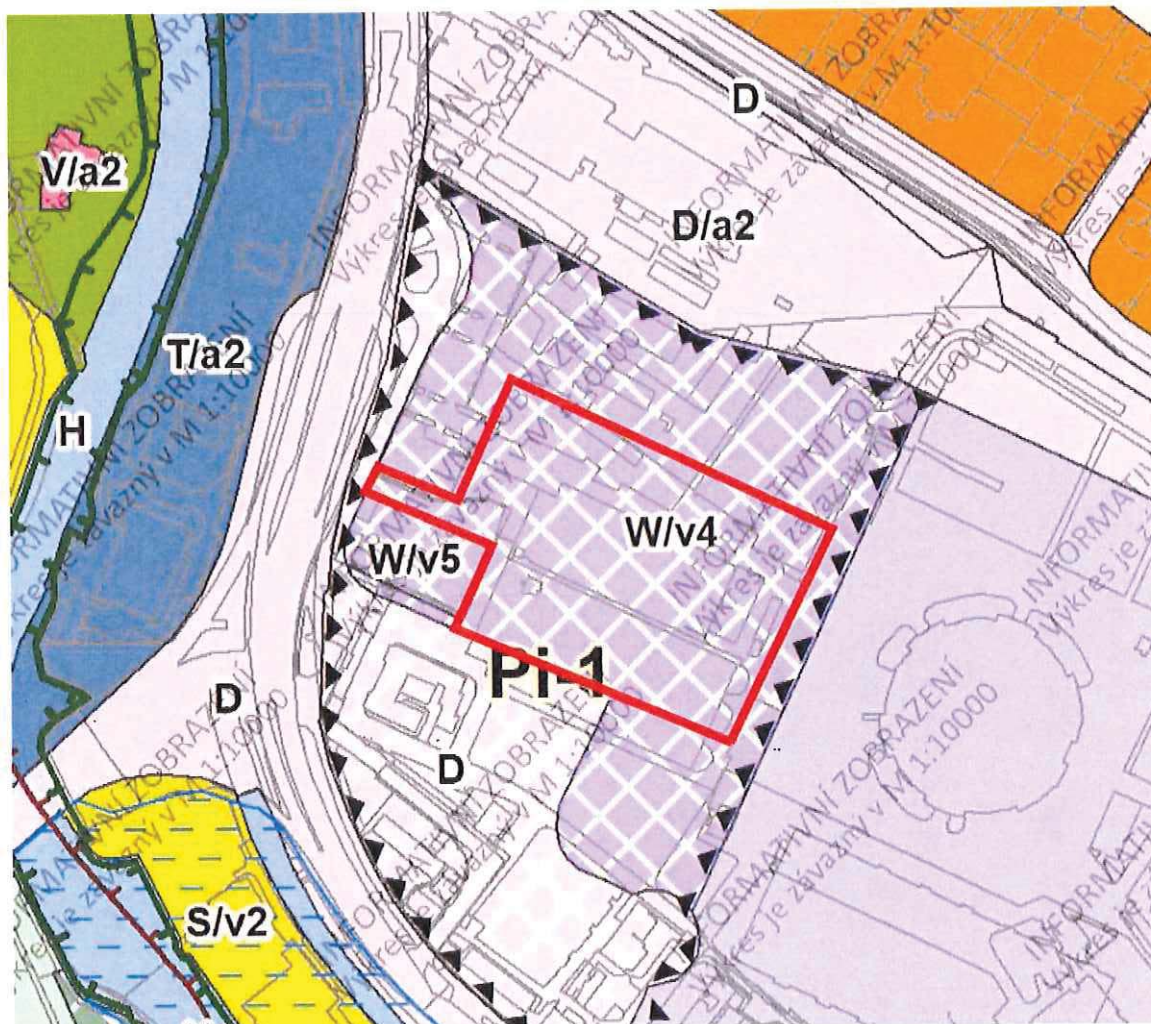 D
V/a2
D/a2
T/a2
H
W/v4
W/v5
Pi-1
D
D
S/v2
INFORMATIVNÍ ZOBRAZENÍ
Výkres je závazný v M 1:10000